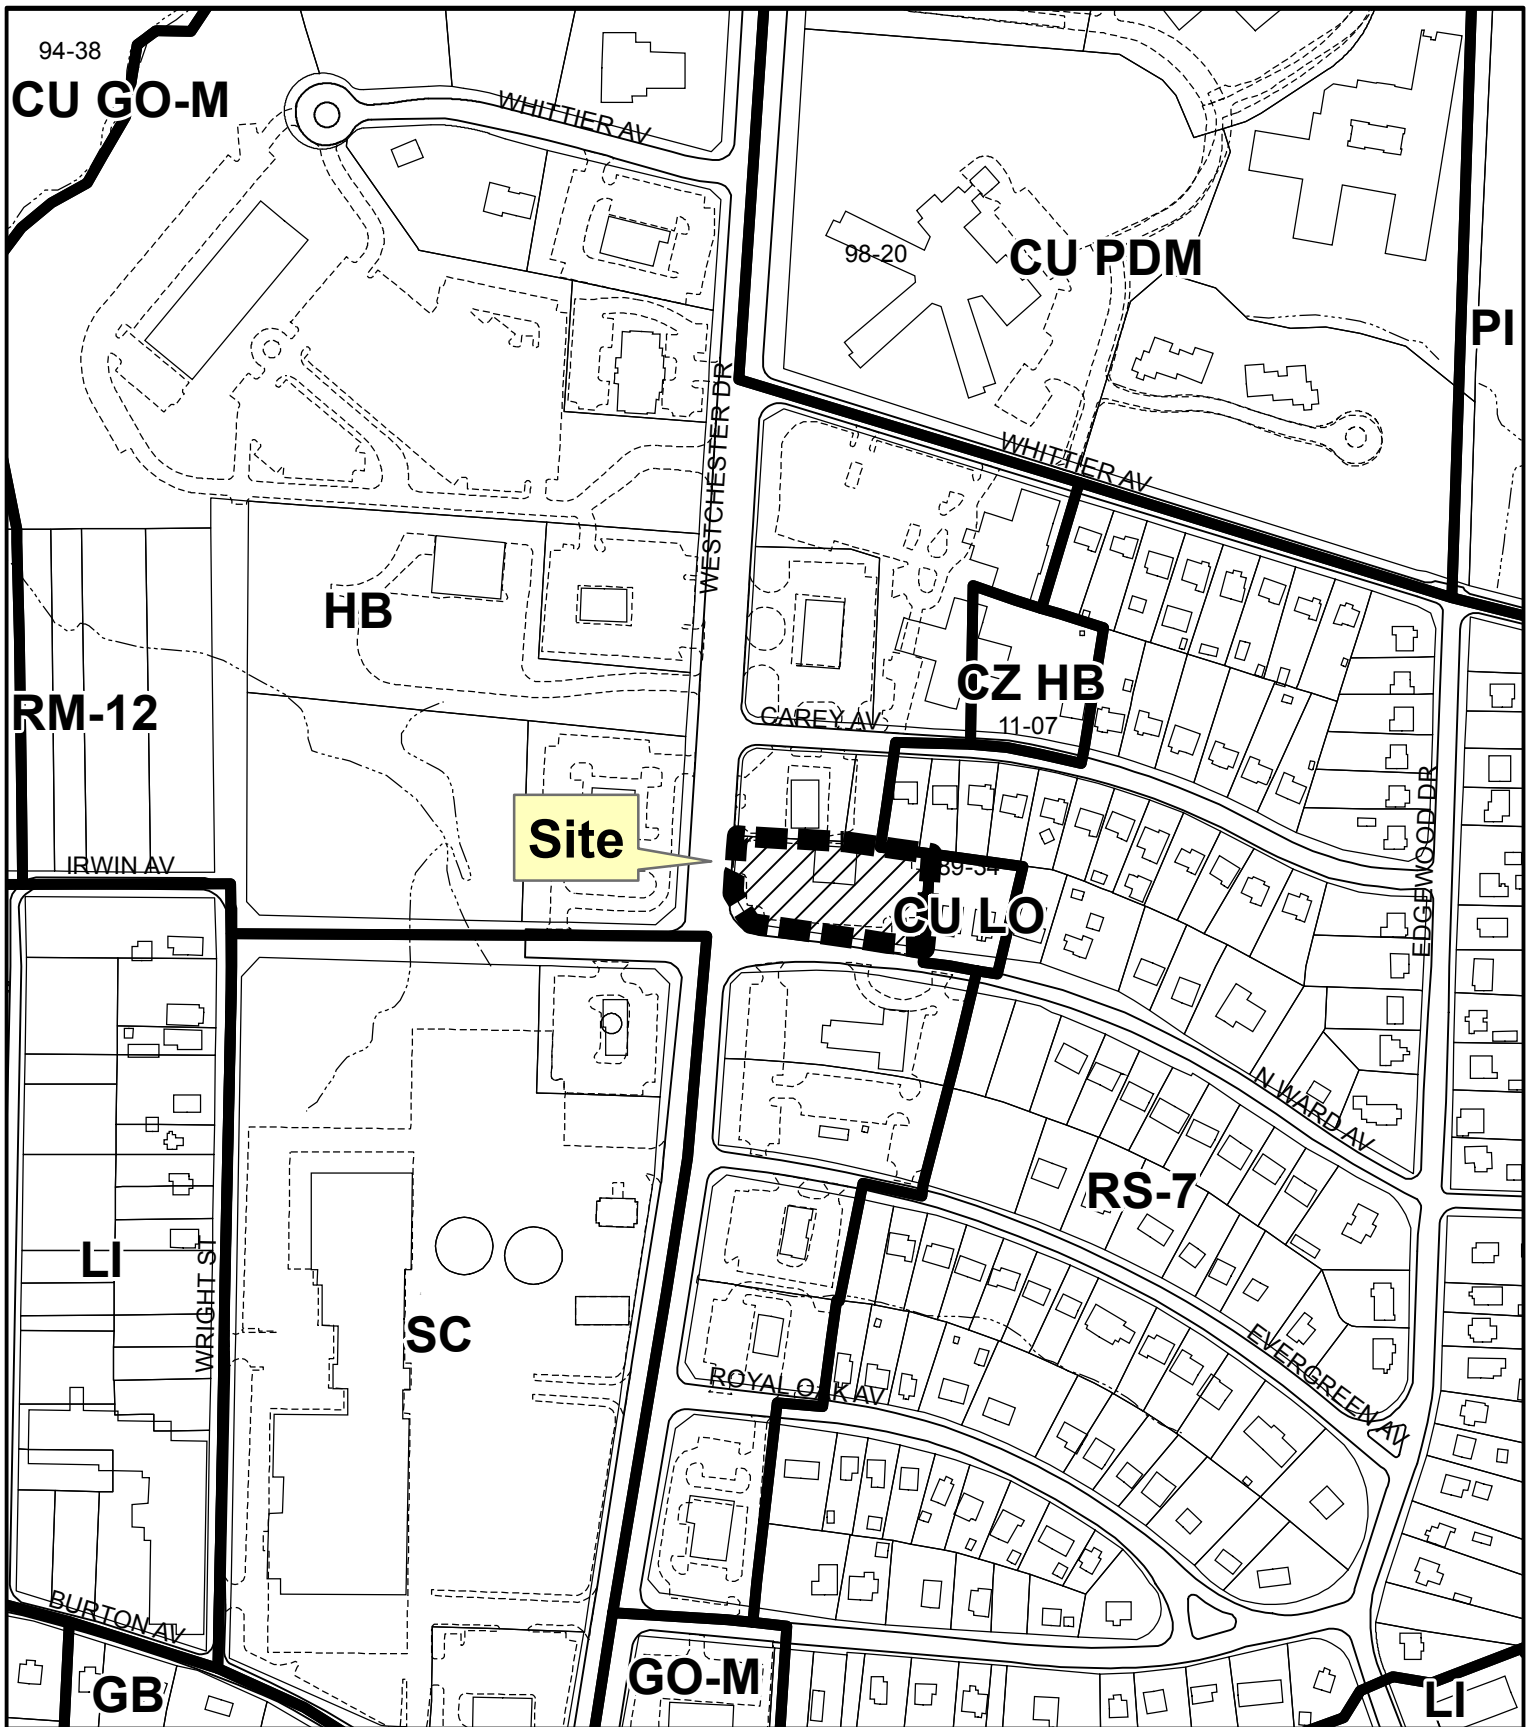 94-38
CU GO-M
WHITTIER AV
98-20
CU PDM
PI
WESTCHESTER DR
WHITTIER AV
HB
CZ HB
11-07
RM-12
CAREY AV
Site
EDGEWOOD DR
IRWIN AV
89-34
CU LO
N WARD AV
RS-7
LI
WRIGHT ST
SC
EVERGREEN AV
ROYAL OAK AV
BURTON AV
GB
GO-M
LI